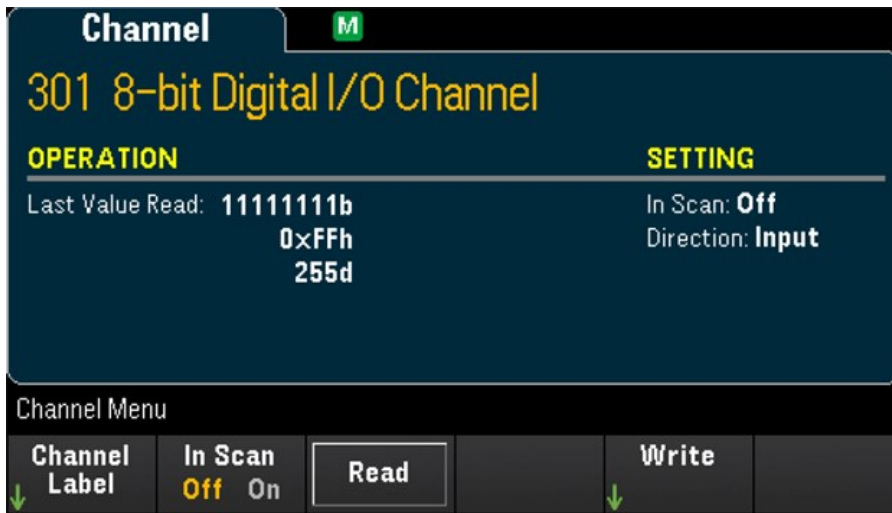 Channel M
301 8-bit Digital I/O Channel
OPERATION
Last Value Read: 11111111b
0xFFh
255d
SETTING
In Scan: Off
Direction: Input
Channel Menu
Channel
Label
In Scan
Off On
Read
Write